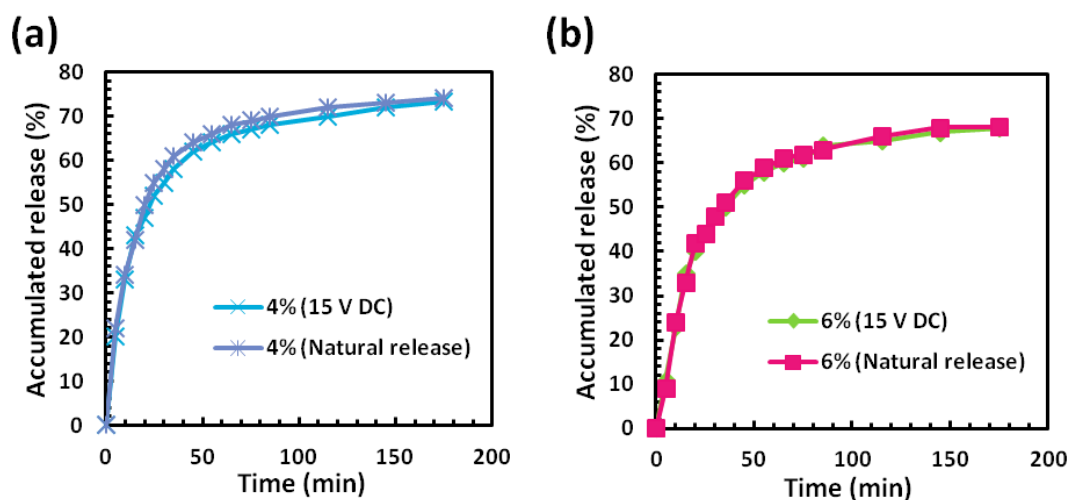 (a)
80
70
60
50
40
30
20
10
0
Accumulated release (%)
4% (15 V DC)
4% (Natural release)
0 50 100 150 200
Time (min)
(b)
80
70
60
50
40
30
20
10
0
Accumulated release (%)
6% (15 V DC)
6% (Natural release)
0 50 100 150 200
Time (min)